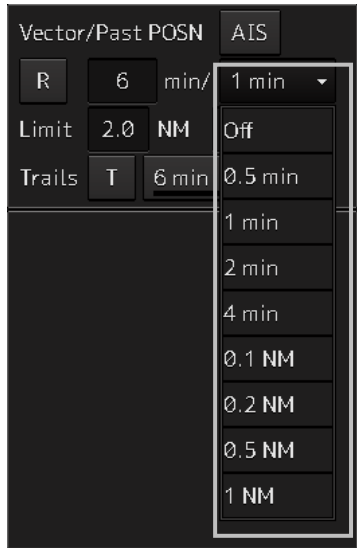 Vector/Past POSN AIS
R 6 min/ 1 min
Limit 2.0 NM
Off
Trails T 6 min
0.5 min
1 min
2 min
4 min
0.1 NM
0.2 NM
0.5 NM
1 NM